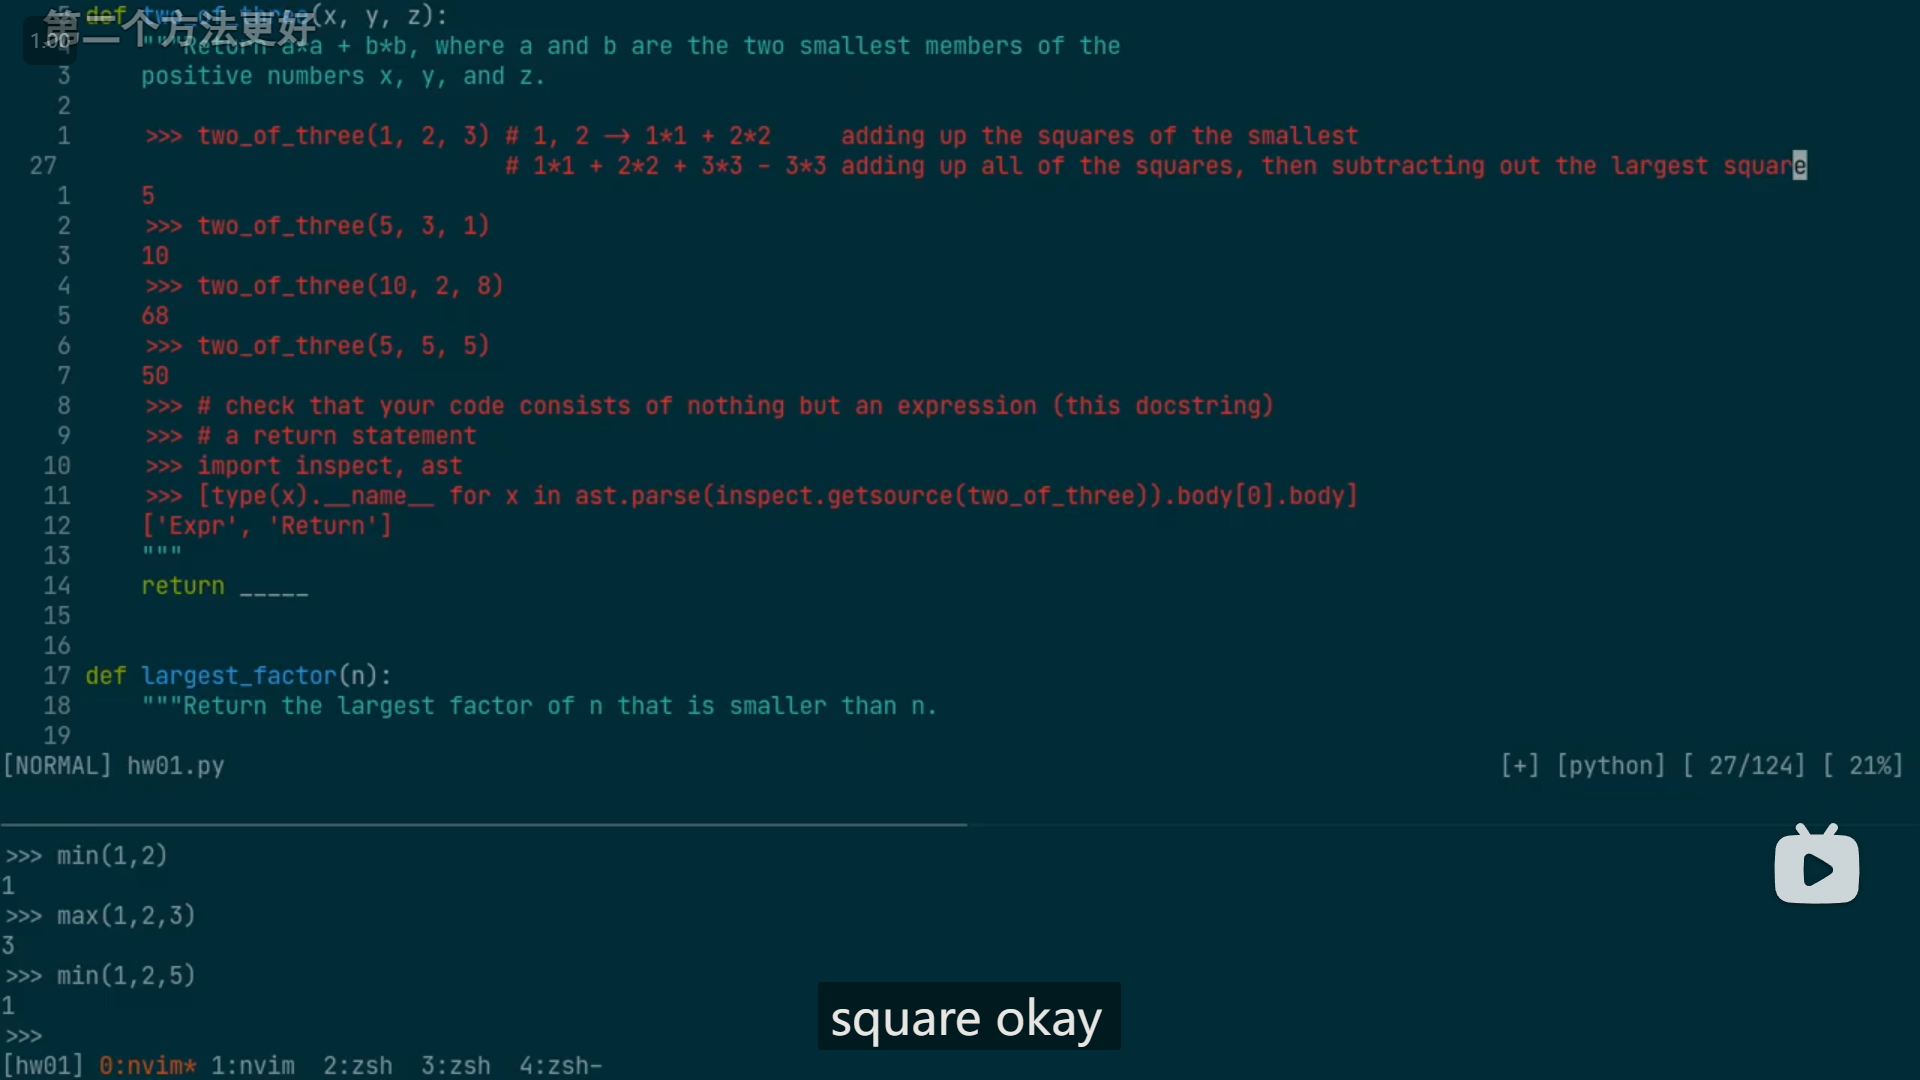 第二个方法更好
1.00
5 def two_of_three(x, y, z):
4 """Return a*a + b*b, where a and b are the two smallest members of the
3 positive numbers x, y, and z.
2
1 >>> two_of_three(1, 2, 3) # 1, 2 → 1*1 + 2*2 adding up the squares of the smallest
27 # 1*1 + 2*2 + 3*3 - 3*3 adding up all of the squares, then subtracting out the largest square
1 5
2 >>> two_of_three(5, 3, 1)
3 10
4 >>> two_of_three(10, 2, 8)
5 68
6 >>> two_of_three(5, 5, 5)
7 50
8 >>> # check that your code consists of nothing but an expression (this docstring)
9 >>> # a return statement
10 >>> import inspect, ast
11 >>> [type(x).__name__ for x in ast.parse(inspect.getsource(two_of_three)).body[0].body]
12 ['Expr', 'Return']
13 """
14 return _____
15
16
17 def largest_factor(n):
18 """Return the largest factor of n that is smaller than n.
19
[NORMAL] hw01.py [+] [python] [ 27/124] [ 21%]
>>> min(1,2)
1
>>> max(1,2,3)
3
>>> min(1,2,5)
1
>>>
square okay
[hw01] 0:nvim* 1:nvim 2:zsh 3:zsh 4:zsh-